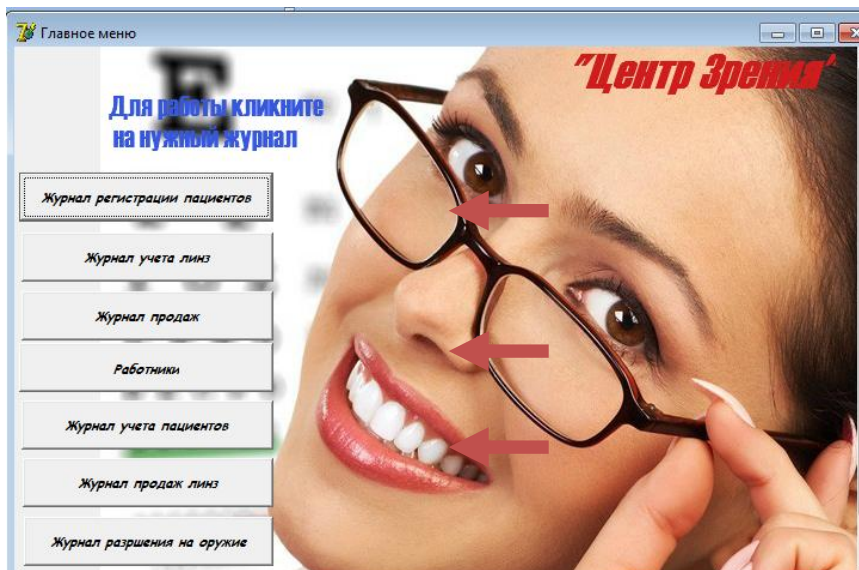 Главное меню
"Центр Зрения"
Для работы кликните
на нужный журнал
Журнал регистрации пациентов
Журнал учета линз
Журнал продаж
Работники
Журнал учета пациентов
Журнал продаж линз
Журнал разршения на оружие